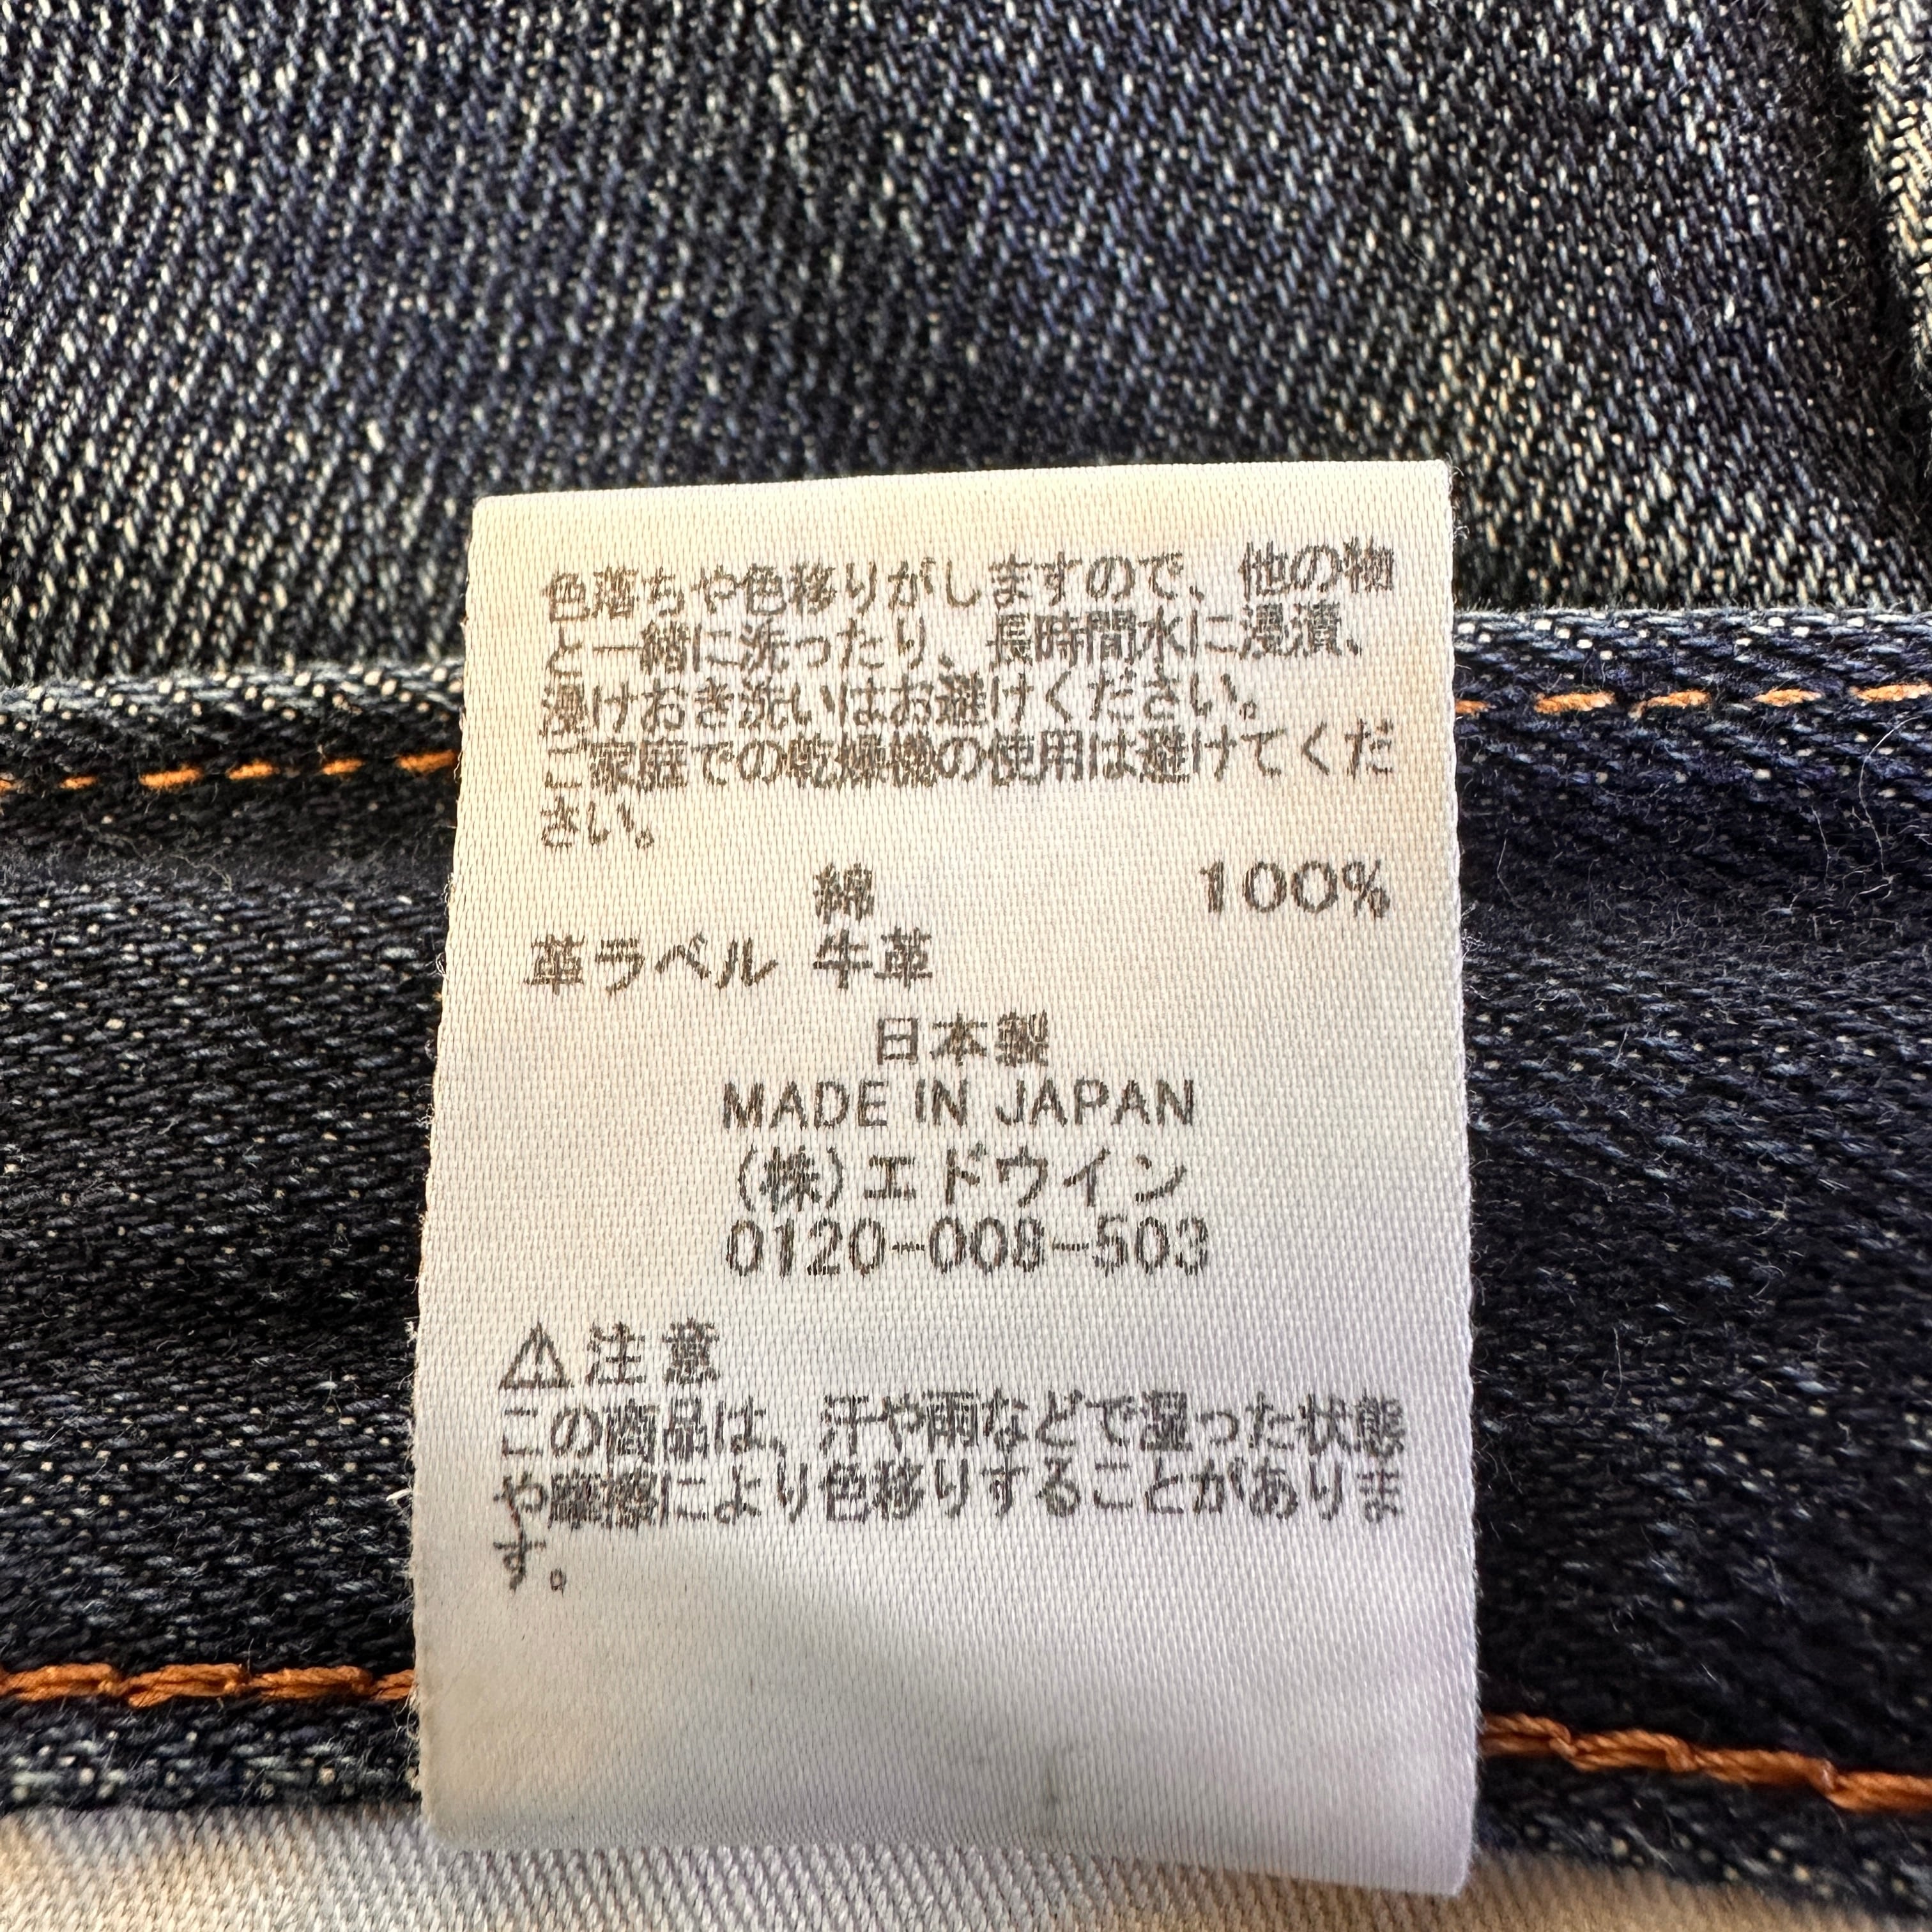 色落ちや色移りがしますので、他の物
と一緒に洗ったり、長時間水に浸漬、
浸けおき洗いはお避けください。
ご家庭での乾燥機の使用は避けてくだ
さい。
綿 100%
革ラベル 牛革
日本製
MADE IN JAPAN
(株)エドウイン
0120-008-503
⚠注意
この商品は、汗や雨などで湿った状態
や摩擦により色移りすることがありま
す。